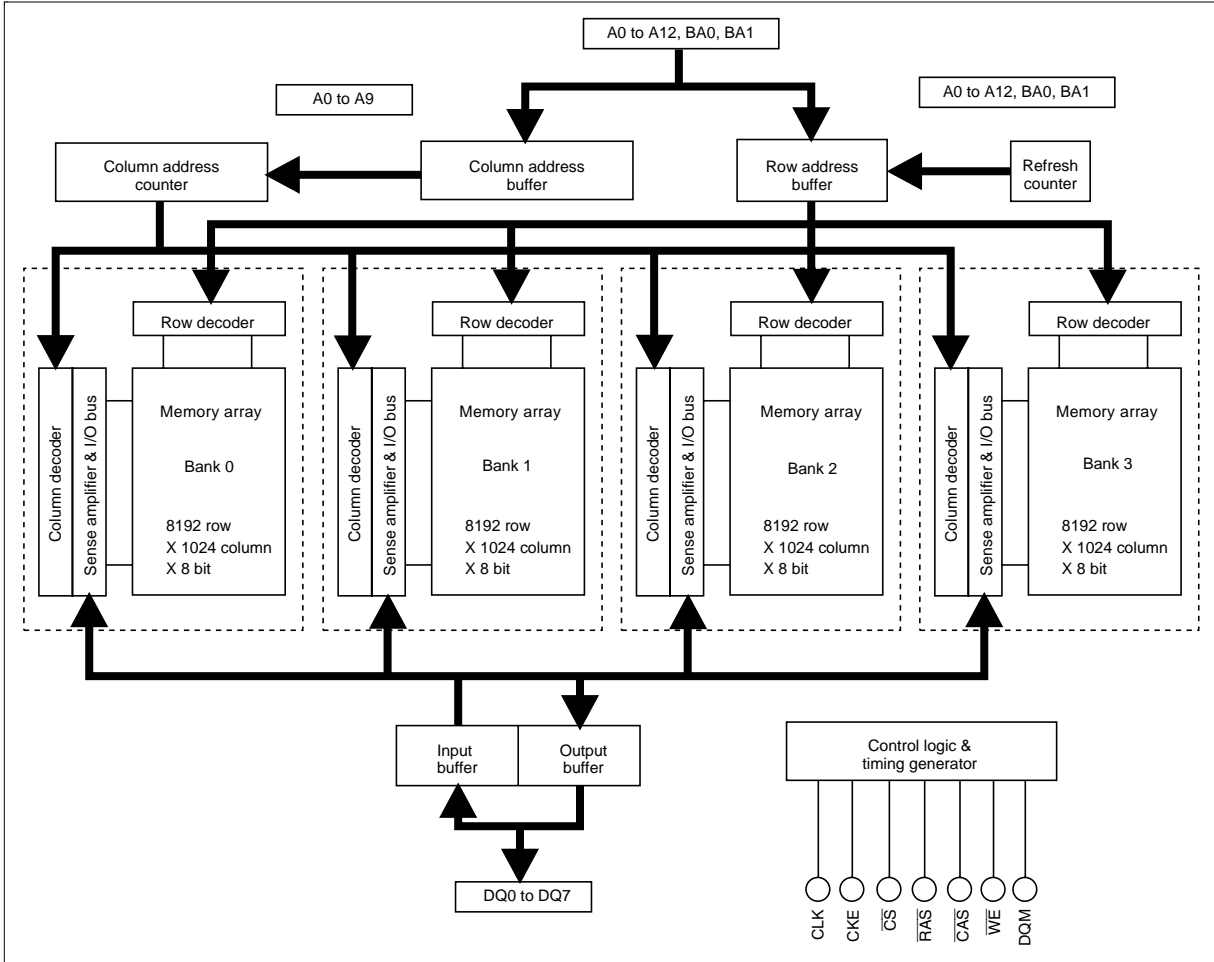 A0 to A12, BA0, BA1
A0 to A9
A0 to A12, BA0, BA1
Column address
counter
Column address
buffer
Row address
buffer
Refresh
counter
Row decoder
Row decoder
Row decoder
Row decoder
Column decoder
Sense amplifier & I/O bus
Memory array
Bank 0
8192 row
X 1024 column
X 8 bit
Column decoder
Sense amplifier & I/O bus
Memory array
Bank 1
8192 row
X 1024 column
X 8 bit
Column decoder
Sense amplifier & I/O bus
Memory array
Bank 2
8192 row
X 1024 column
X 8 bit
Column decoder
Sense amplifier & I/O bus
Memory array
Bank 3
8192 row
X 1024 column
X 8 bit
Input
buffer
Output
buffer
Control logic &
timing generator
DQ0 to DQ7
CLK
CKE
C̅S̅
R̅A̅S̅
C̅A̅S̅
W̅E̅
DQM